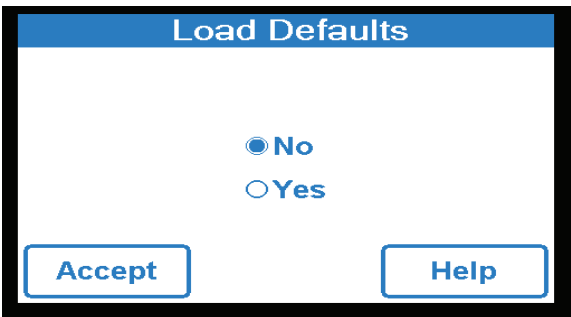 Load Defaults
No
Yes
Accept
Help